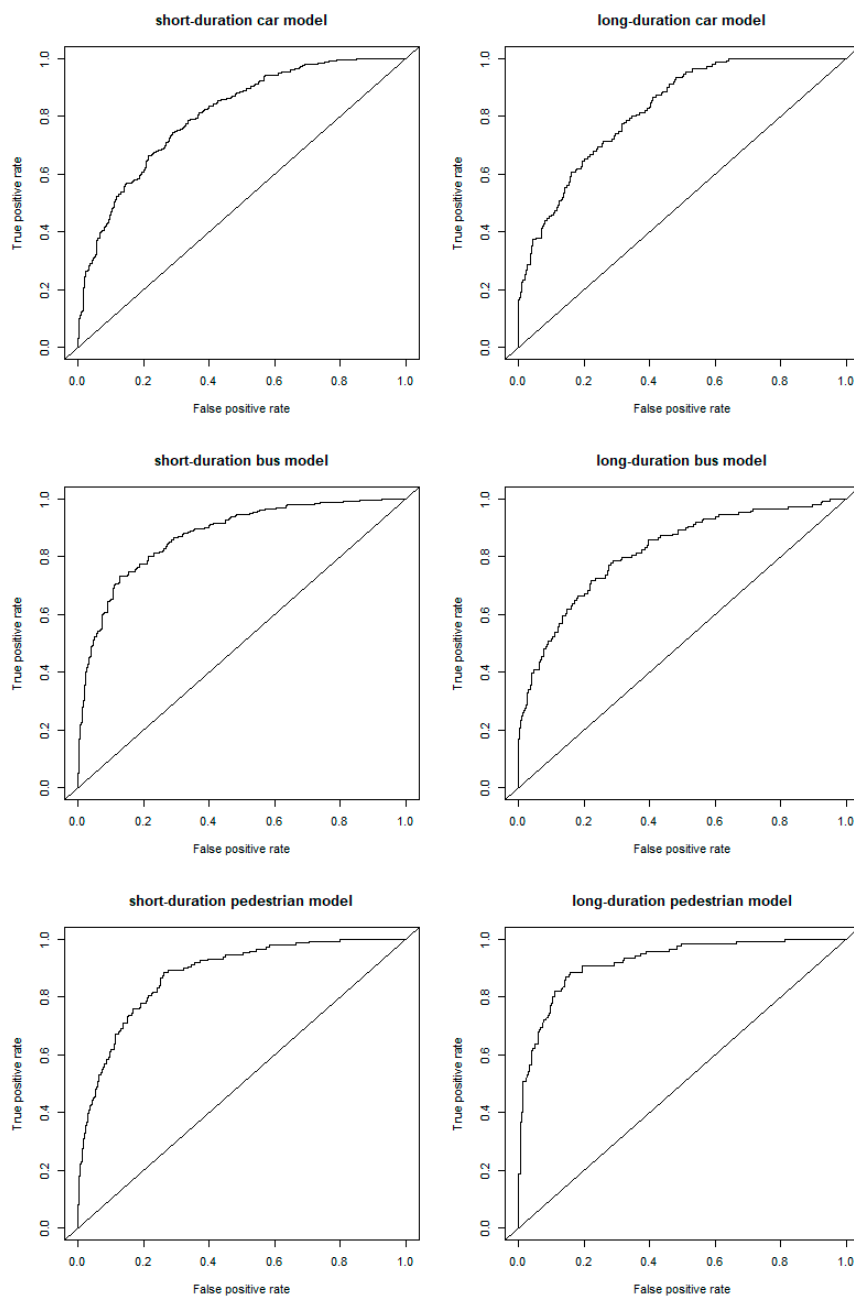 short-duration car model
True positive rate
0.0 0.2 0.4 0.6 0.8 1.0
0.0 0.2 0.4 0.6 0.8 1.0
False positive rate
long-duration car model
True positive rate
0.0 0.2 0.4 0.6 0.8 1.0
0.0 0.2 0.4 0.6 0.8 1.0
False positive rate
short-duration bus model
True positive rate
0.0 0.2 0.4 0.6 0.8 1.0
0.0 0.2 0.4 0.6 0.8 1.0
False positive rate
long-duration bus model
True positive rate
0.0 0.2 0.4 0.6 0.8 1.0
0.0 0.2 0.4 0.6 0.8 1.0
False positive rate
short-duration pedestrian model
True positive rate
0.0 0.2 0.4 0.6 0.8 1.0
0.0 0.2 0.4 0.6 0.8 1.0
False positive rate
long-duration pedestrian model
True positive rate
0.0 0.2 0.4 0.6 0.8 1.0
0.0 0.2 0.4 0.6 0.8 1.0
False positive rate